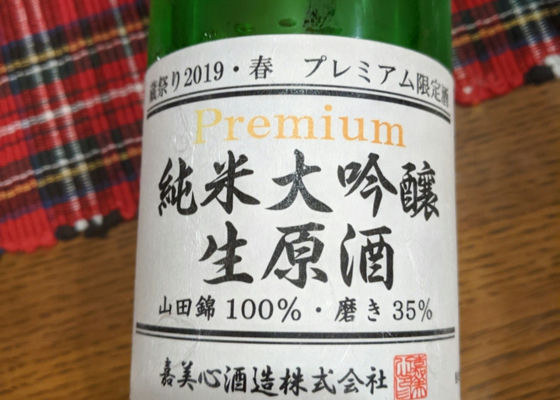 蔵祭り2019・春　プレミアム限定酒
Premium
純米大吟醸
生原酒
山田錦 100%・磨き 35%
嘉美心酒造株式会社